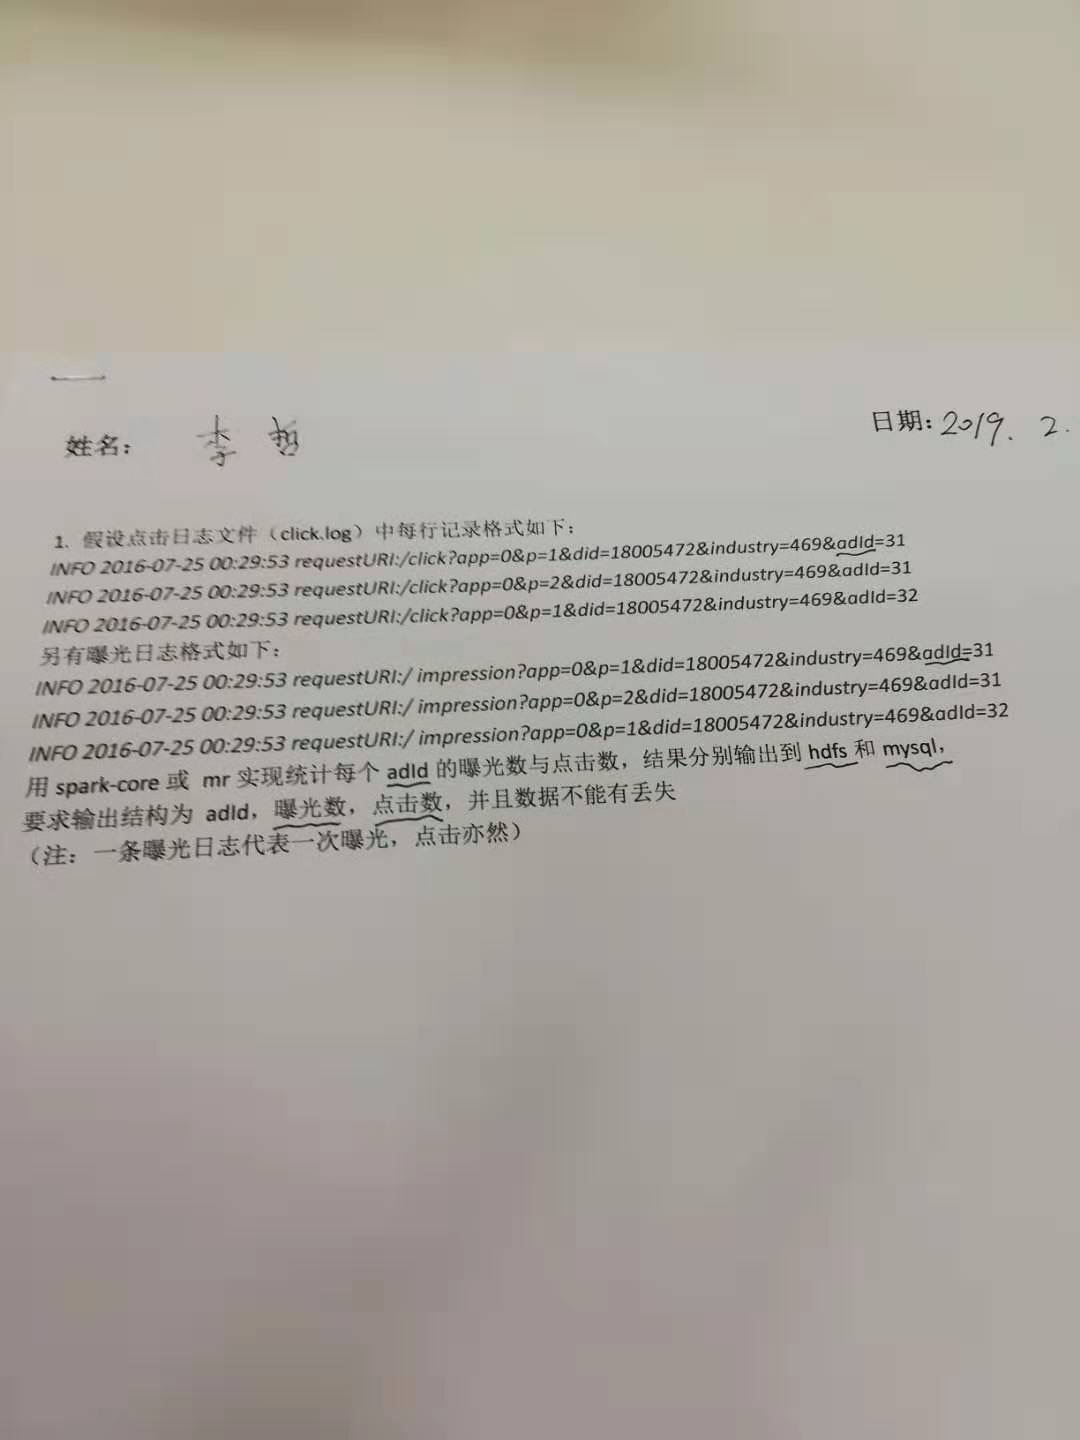 姓名： 李 哲 日期：2019. 2.
1、假设点击日志文件（click.log）中每行记录格式如下：
INFO 2016-07-25 00:29:53 requestURI:/click?app=0&p=1&did=18005472&industry=469&adId=31
INFO 2016-07-25 00:29:53 requestURI:/click?app=0&p=2&did=18005472&industry=469&adId=31
INFO 2016-07-25 00:29:53 requestURI:/click?app=0&p=1&did=18005472&industry=469&adId=32
另有曝光日志格式如下：
INFO 2016-07-25 00:29:53 requestURI:/ impression?app=0&p=1&did=18005472&industry=469&adId=31
INFO 2016-07-25 00:29:53 requestURI:/ impression?app=0&p=2&did=18005472&industry=469&adId=31
INFO 2016-07-25 00:29:53 requestURI:/ impression?app=0&p=1&did=18005472&industry=469&adId=32
用 spark-core 或 mr 实现统计每个 adId 的曝光数与点击数，结果分别输出到 hdfs 和 mysql，
要求输出结构为 adId，曝光数，点击数，并且数据不能有丢失
（注：一条曝光日志代表一次曝光，点击亦然）